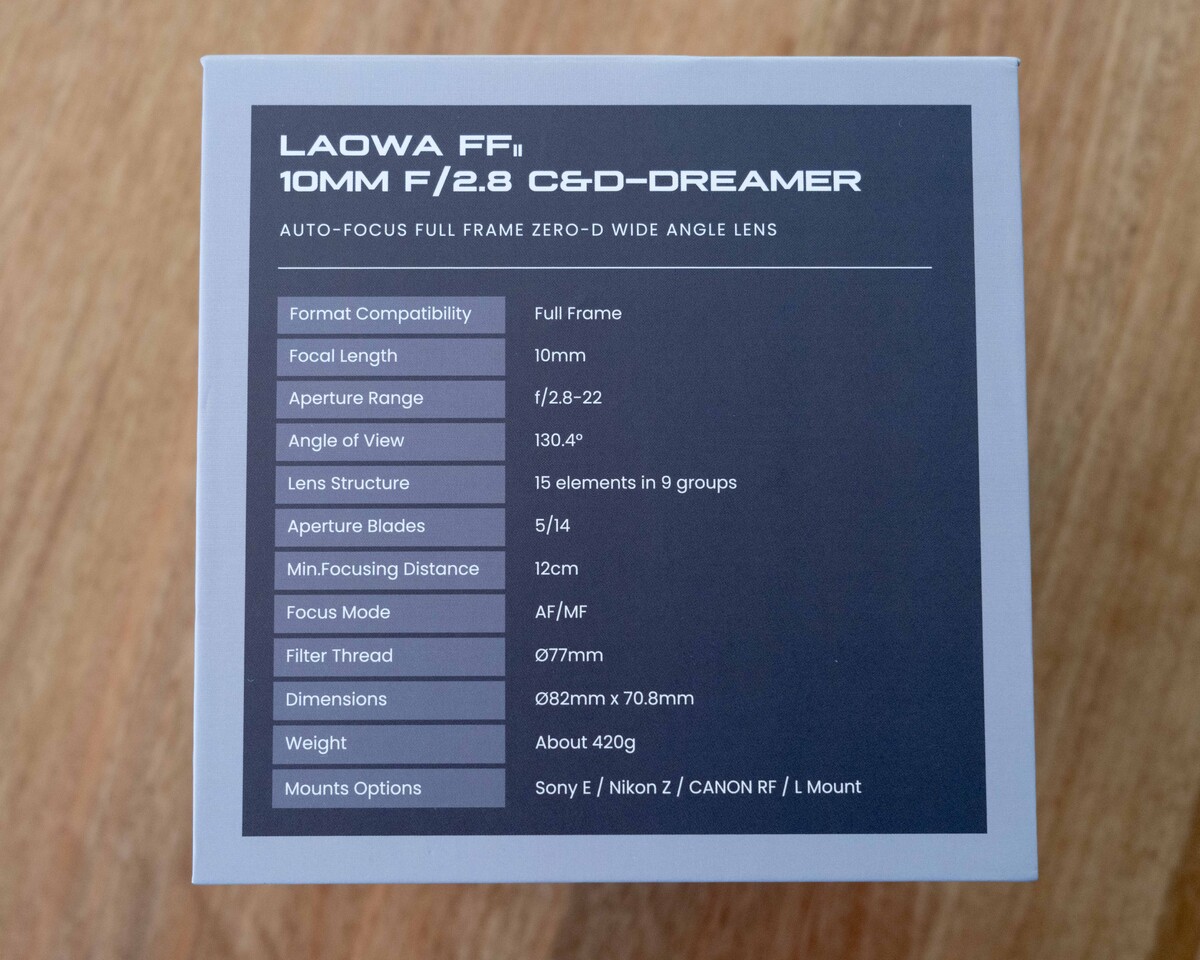 LAOWA FFII
10MM F/2.8 C&D-DREAMER
AUTO-FOCUS FULL FRAME ZERO-D WIDE ANGLE LENS
Format Compatibility Full Frame
Focal Length 10mm
Aperture Range f/2.8-22
Angle of View 130.4°
Lens Structure 15 elements in 9 groups
Aperture Blades 5/14
Min.Focusing Distance 12cm
Focus Mode AF/MF
Filter Thread Ø77mm
Dimensions Ø82mm x 70.8mm
Weight About 420g
Mounts Options Sony E / Nikon Z / CANON RF / L Mount